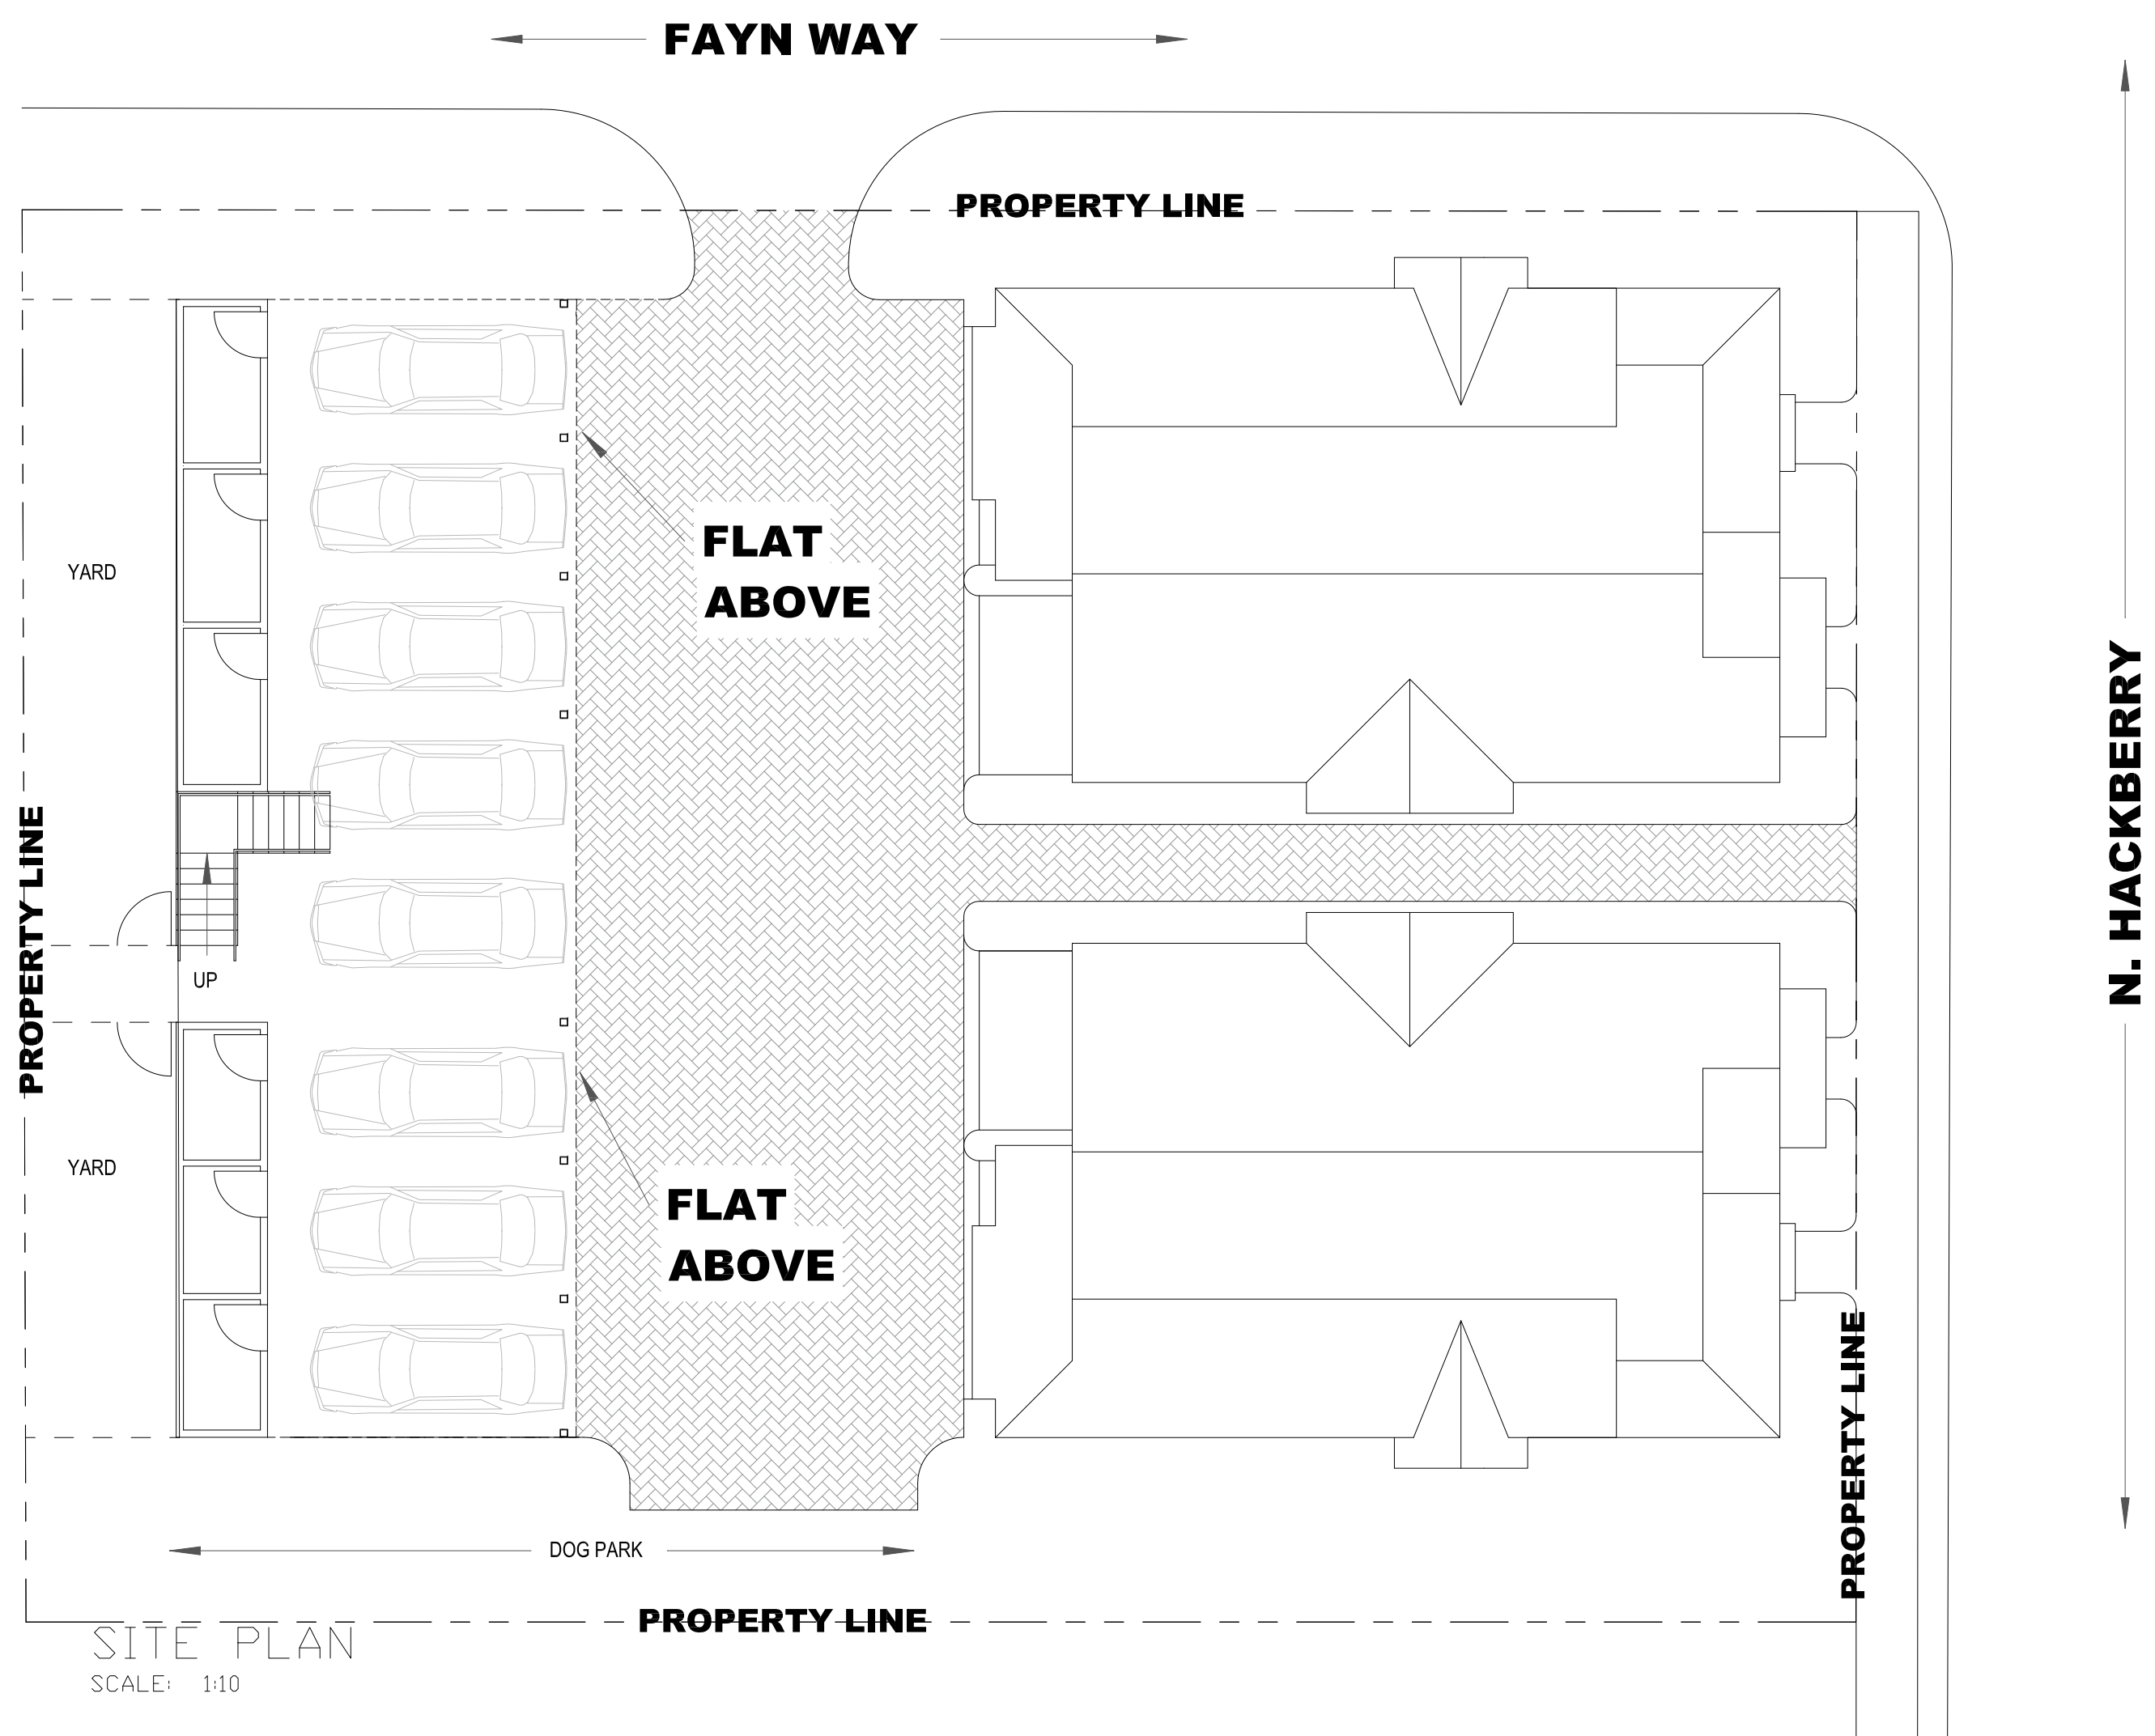 FAYN WAY
PROPERTY LINE
FLAT
ABOVE
YARD
N. HACKBERRY
PROPERTY LINE
UP
YARD
FLAT
ABOVE
PROPERTY LINE
DOG PARK
PROPERTY LINE
SITE PLAN
SCALE: 1:10